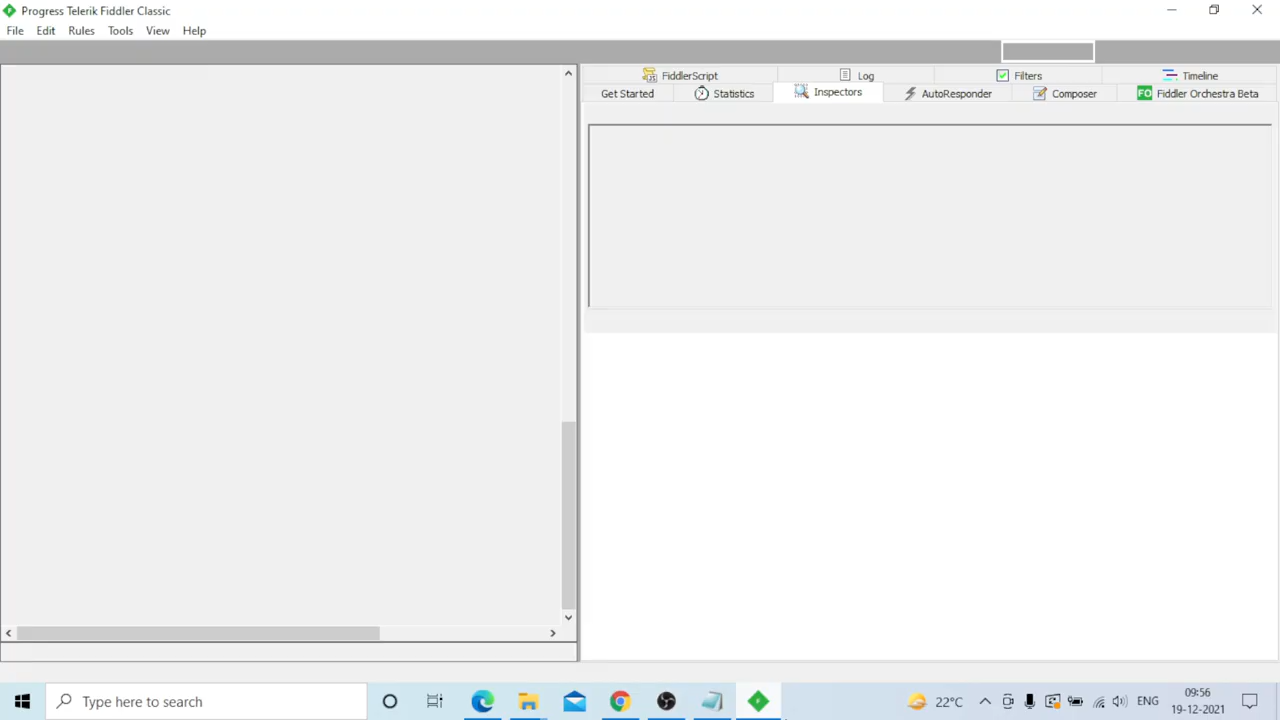 Progress Telerik Fiddler Classic
File Edit Rules Tools View Help
FiddlerScript Log Filters Timeline
Get Started Statistics Inspectors AutoResponder Composer FO Fiddler Orchestra Beta
Type here to search
22°C ENG 09:56
19-12-2021